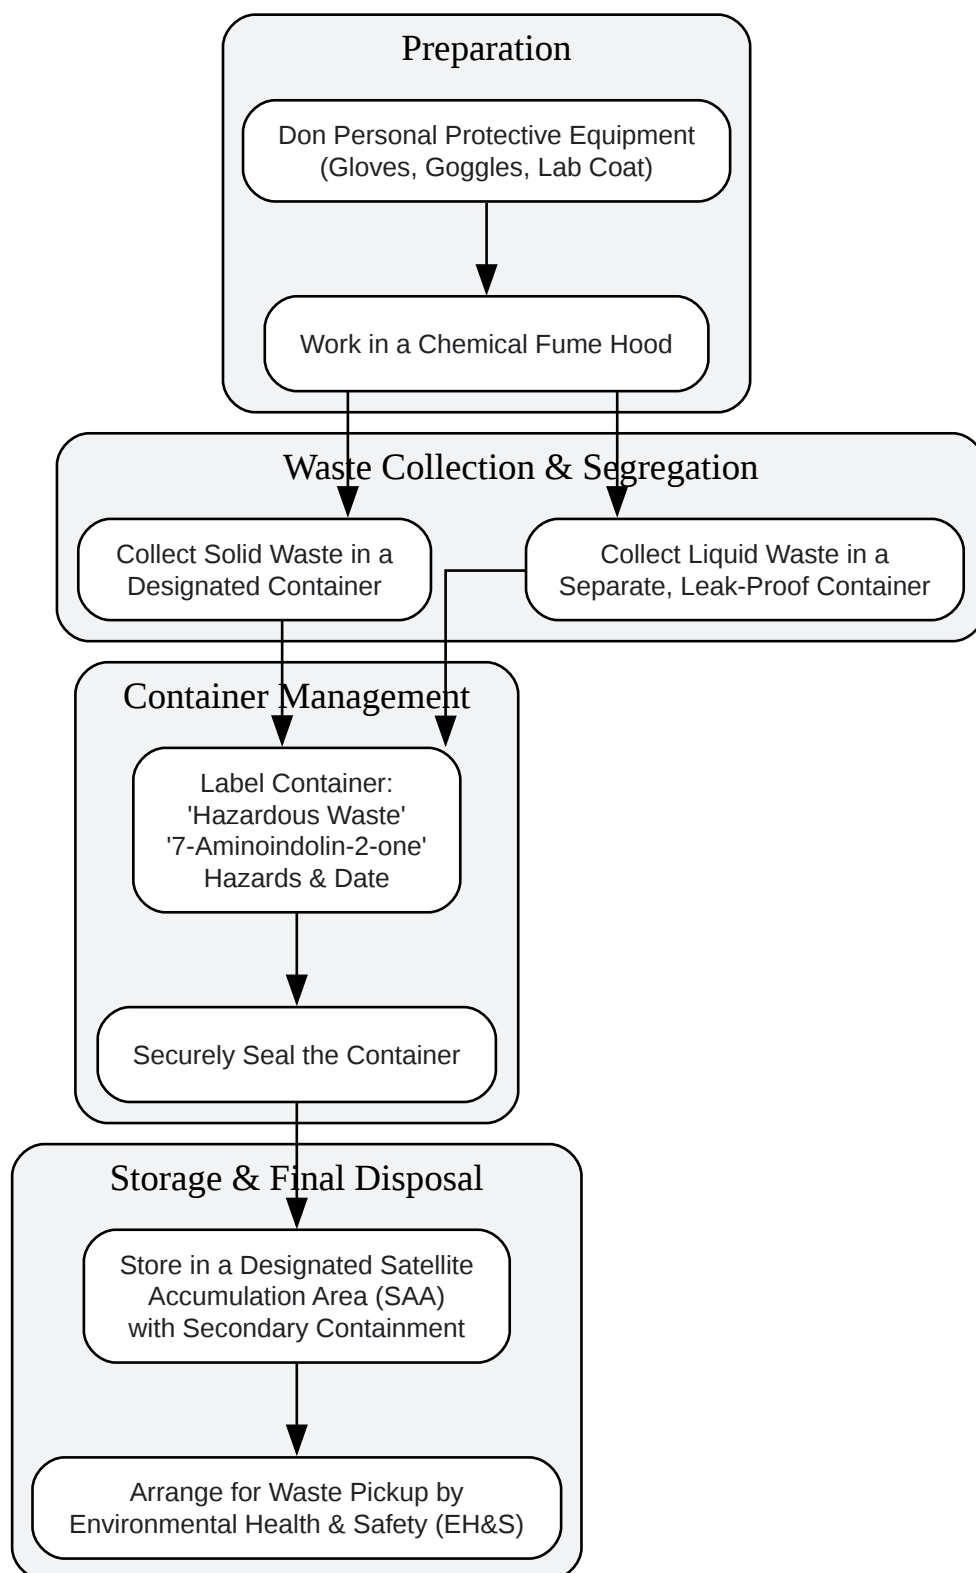 Preparation
Don Personal Protective Equipment
(Gloves, Goggles, Lab Coat)
Work in a Chemical Fume Hood
Waste Collection & Segregation
Collect Solid Waste in a
Designated Container
Collect Liquid Waste in a
Separate, Leak-Proof Container
Container Management
Label Container:
'Hazardous Waste'
'7-Aminoindolin-2-one'
Hazards & Date
Securely Seal the Container
Storage & Final Disposal
Store in a Designated Satellite
Accumulation Area (SAA)
with Secondary Containment
Arrange for Waste Pickup by
Environmental Health & Safety (EH&S)